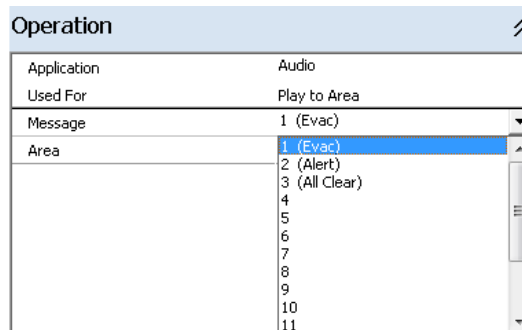 Operation
Application Audio
Used For Play to Area
Message 1 (Evac)
Area
1 (Evac)
2 (Alert)
3 (All Clear)
4
5
6
7
8
9
10
11